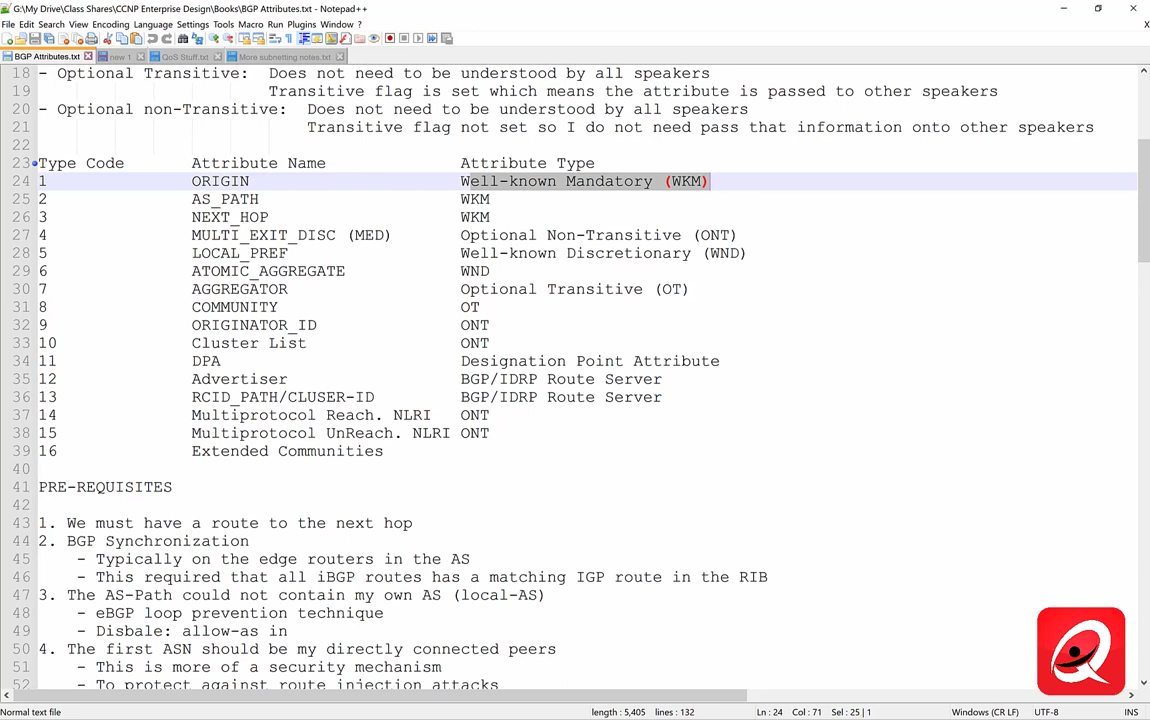 G:\My Drive\Class Shares\CCNP Enterprise Design\Books\BGP Attributes.txt - Notepad++
File Edit Search View Encoding Language Settings Tools Macro Run Plugins Window ?
X
BGP Attributes.txt new 1 QoS Stuff.txt More subnetting notes.txt
18 - Optional Transitive: Does not need to be understood by all speakers
19 Transitive flag is set which means the attribute is passed to other speakers
20 - Optional non-Transitive: Does not need to be understood by all speakers
21 Transitive flag not set so I do not need pass that information onto other speakers
22
23 Type Code Attribute Name Attribute Type
24 1 ORIGIN Well-known Mandatory (WKM)
25 2 AS_PATH WKM
26 3 NEXT_HOP WKM
27 4 MULTI_EXIT_DISC (MED) Optional Non-Transitive (ONT)
28 5 LOCAL_PREF Well-known Discretionary (WND)
29 6 ATOMIC_AGGREGATE WND
30 7 AGGREGATOR Optional Transitive (OT)
31 8 COMMUNITY OT
32 9 ORIGINATOR_ID ONT
33 10 Cluster List ONT
34 11 DPA Designation Point Attribute
35 12 Advertiser BGP/IDRP Route Server
36 13 RCID_PATH/CLUSER-ID BGP/IDRP Route Server
37 14 Multiprotocol Reach. NLRI ONT
38 15 Multiprotocol UnReach. NLRI ONT
39 16 Extended Communities
40
41 PRE-REQUISITES
42
43 1. We must have a route to the next hop
44 2. BGP Synchronization
45 - Typically on the edge routers in the AS
46 - This required that all iBGP routes has a matching IGP route in the RIB
47 3. The AS-Path could not contain my own AS (local-AS)
48 - eBGP loop prevention technique
49 - Disbale: allow-as in
50 4. The first ASN should be my directly connected peers
51 - This is more of a security mechanism
52 - To protect against route injection attacks
Normal text file length : 5,405 lines : 132 Ln : 24 Col : 71 Sel : 25 | 1 Windows (CR LF) UTF-8 INS